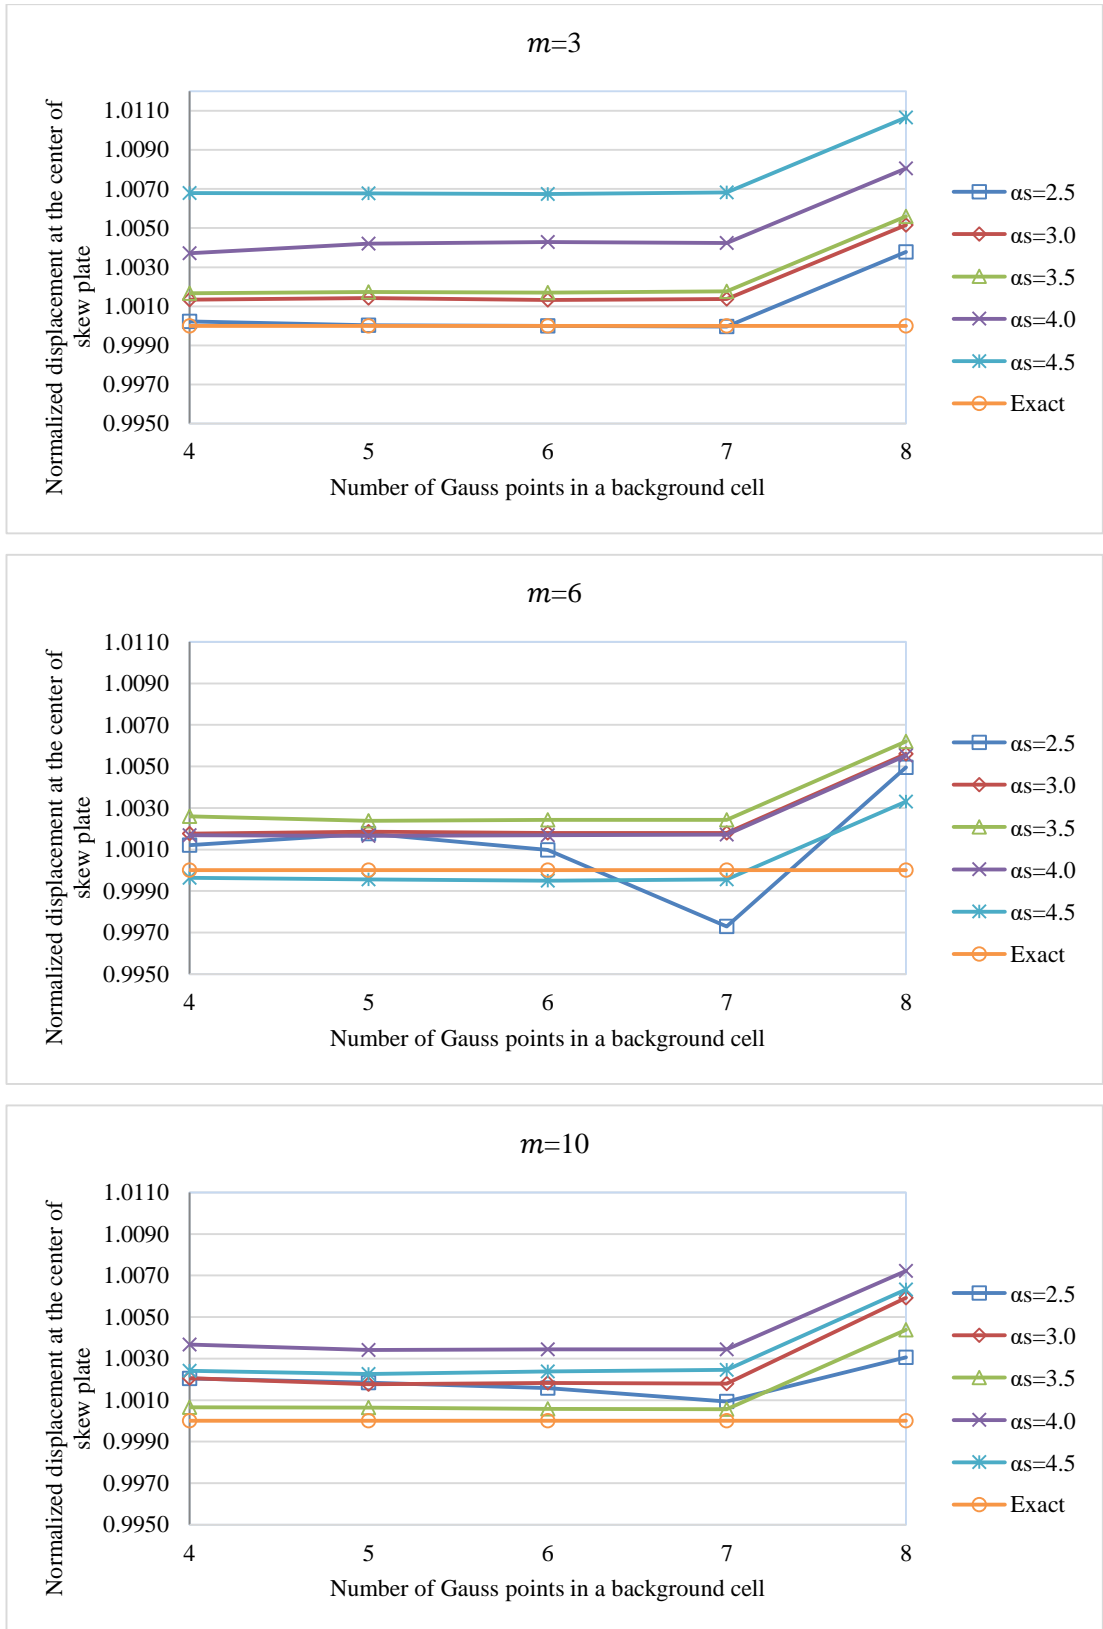 m=3
Normalized displacement at the center of
skew plate
1.0110
1.0090
1.0070
1.0050
1.0030
1.0010
0.9990
0.9970
0.9950
4 5 6 7 8
Number of Gauss points in a background cell
αs=2.5
αs=3.0
αs=3.5
αs=4.0
αs=4.5
Exact
m=6
Normalized displacement at the center of
skew plate
1.0110
1.0090
1.0070
1.0050
1.0030
1.0010
0.9990
0.9970
0.9950
4 5 6 7 8
Number of Gauss points in a background cell
αs=2.5
αs=3.0
αs=3.5
αs=4.0
αs=4.5
Exact
m=10
Normalized displacement at the center of
skew plate
1.0110
1.0090
1.0070
1.0050
1.0030
1.0010
0.9990
0.9970
0.9950
4 5 6 7 8
Number of Gauss points in a background cell
αs=2.5
αs=3.0
αs=3.5
αs=4.0
αs=4.5
Exact